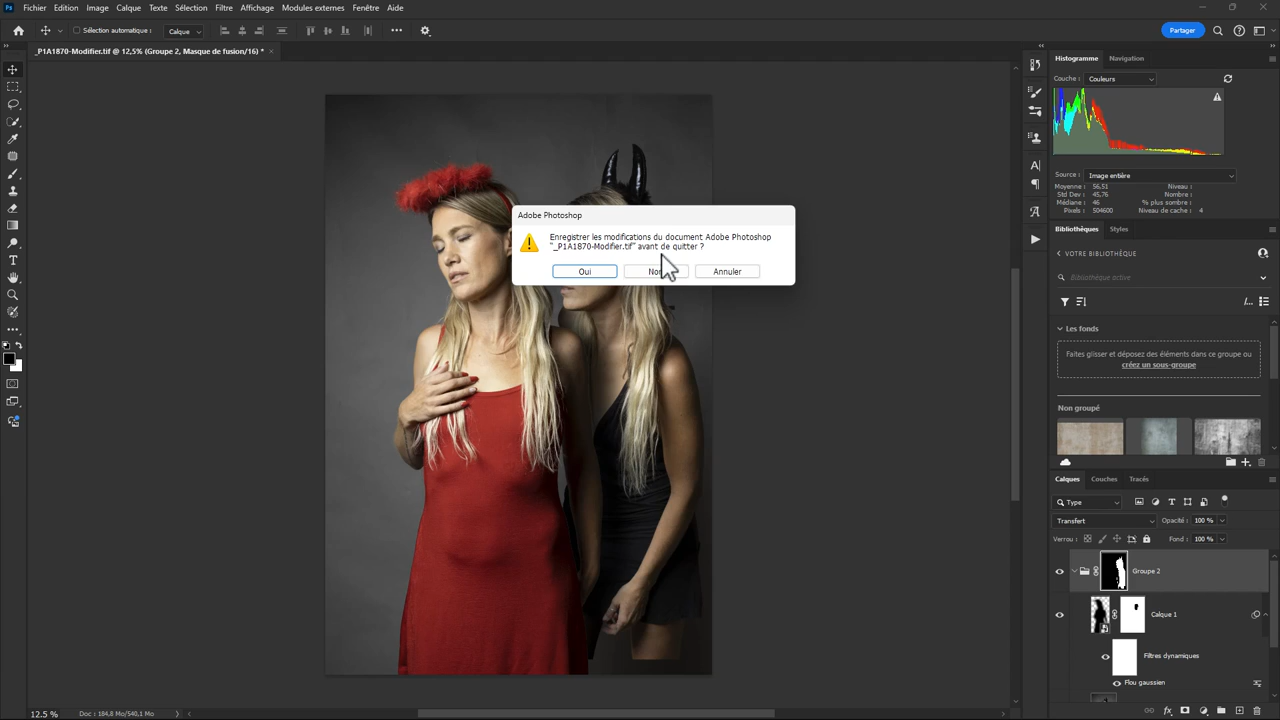 Ps Fichier Edition Image Calque Texte Sélection Filtre Affichage Modules externes Fenêtre Aide
Sélection automatique : Calque Partager
_P1A1870-Modifier.tif @ 12,5% (Groupe 2, Masque de fusion/16) *
Histogramme Navigation
Couche : Couleurs
Source : Image entière
Moyenne : 56,51 Niveau :
Std Dev : 45,76 Nombre :
Médiane : 46 % plus sombre :
Pixels : 504600 Niveau de cache : 4
Adobe Photoshop
Enregistrer les modifications du document Adobe Photoshop
"_P1A1870-Modifier.tif" avant de quitter ?
Oui Annuler
Bibliothèques Styles
VOTRE BIBLIOTHÈQUE
Bibliothèque active
Les fonds
Faites glisser et déposez des éléments dans ce groupe ou
créez un sous-groupe
Non groupé
Calques Couches Tracés
Type
Transfert Opacité : 100 %
Verrou : Fond : 100 %
Groupe 2
Calque 1
Filtres dynamiques
Flou gaussien
12.5 % Doc : 184,8 Mo/540,1 Mo